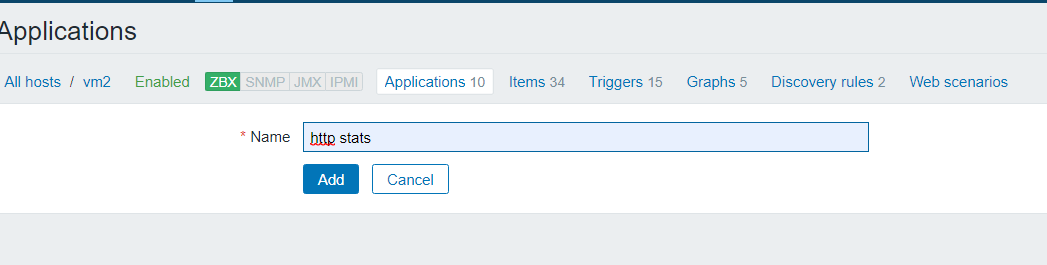 Applications
All hosts / vm2 Enabled ZBX SNMP JMX IPMI Applications 10 Items 34 Triggers 15 Graphs 5 Discovery rules 2 Web scenarios
* Name http stats
Add Cancel